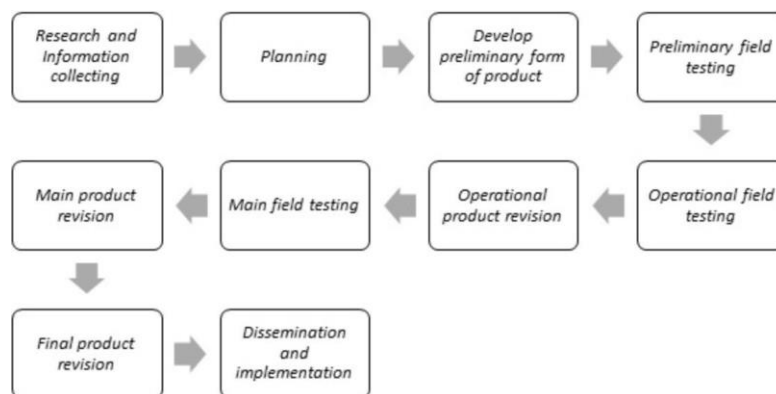 Research and
Information
collecting
Planning
Develop
preliminary form
of product
Preliminary field
testing
Operational field
testing
Operational
product revision
Main field testing
Main product
revision
Final product
revision
Dissemination
and
implementation